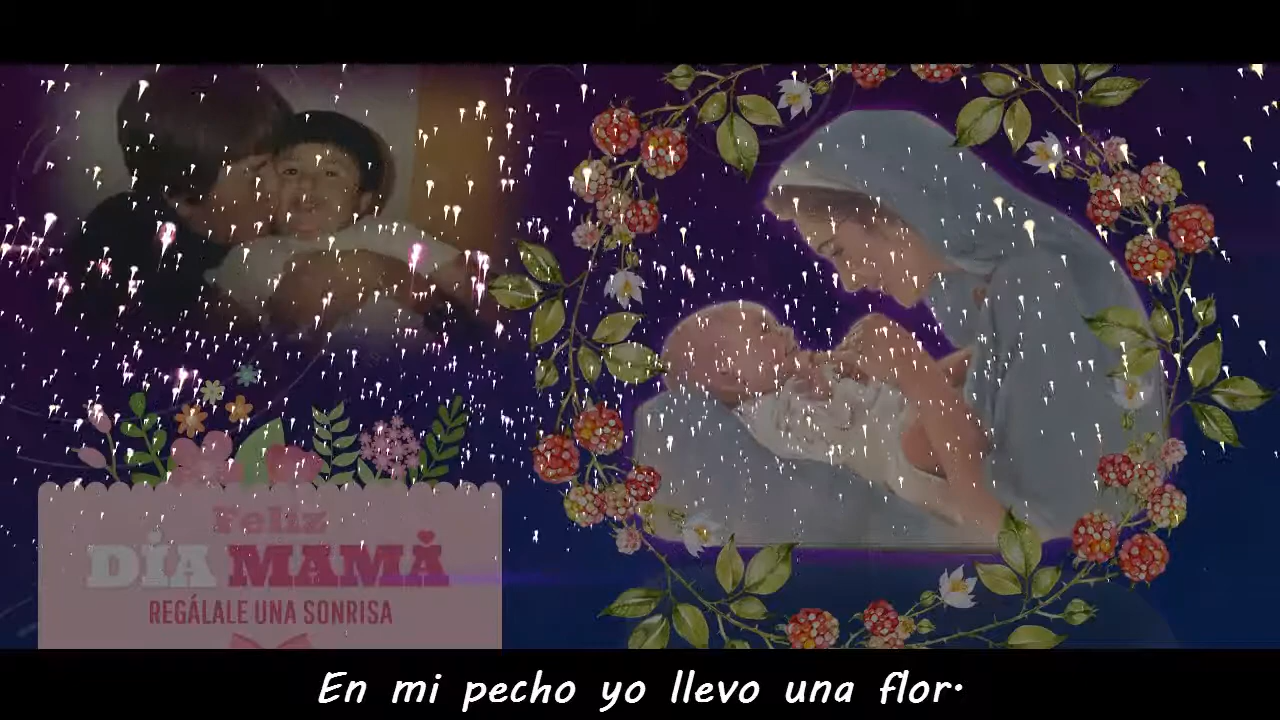 Feliz
DÍA MAMÁ
REGÁLALE UNA SONRISA
En mi pecho yo llevo una flor.